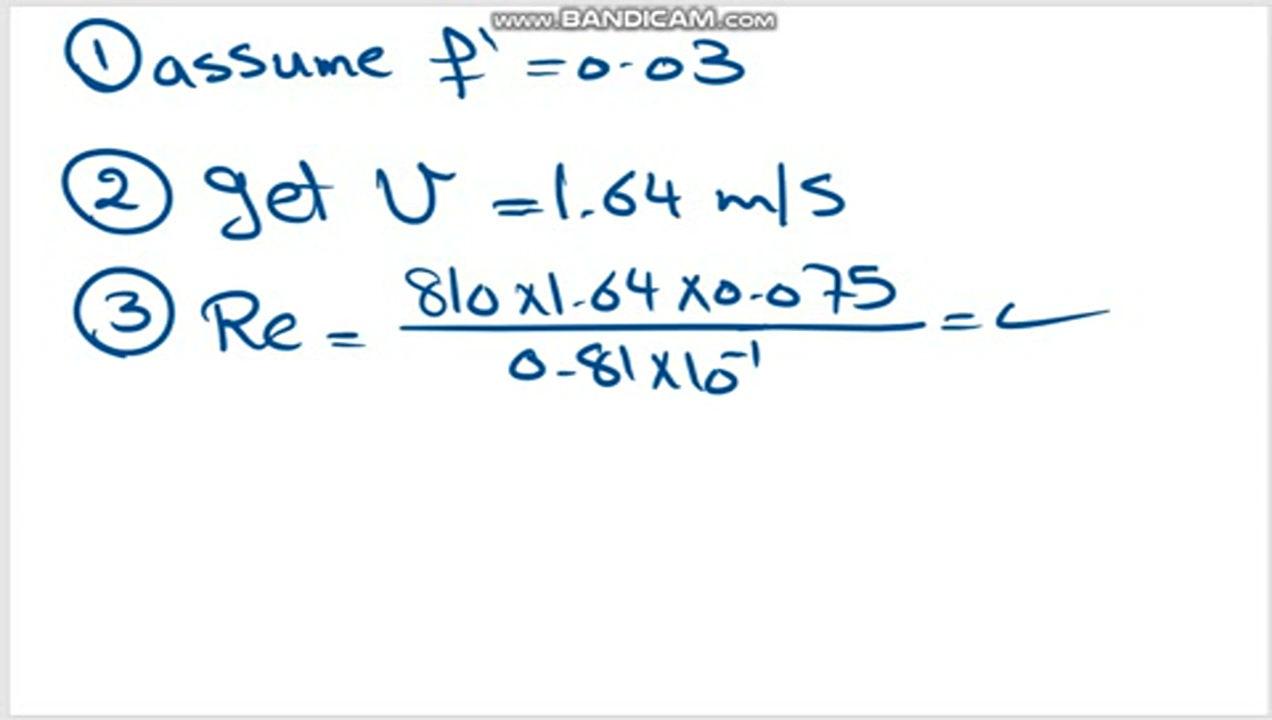 www.BANDICAM.com
① assume f' = 0.03
② get v = 1.64 m/s
③ Re = 810 x 1.64 x 0.075 / 0.81 x 10^-1 =